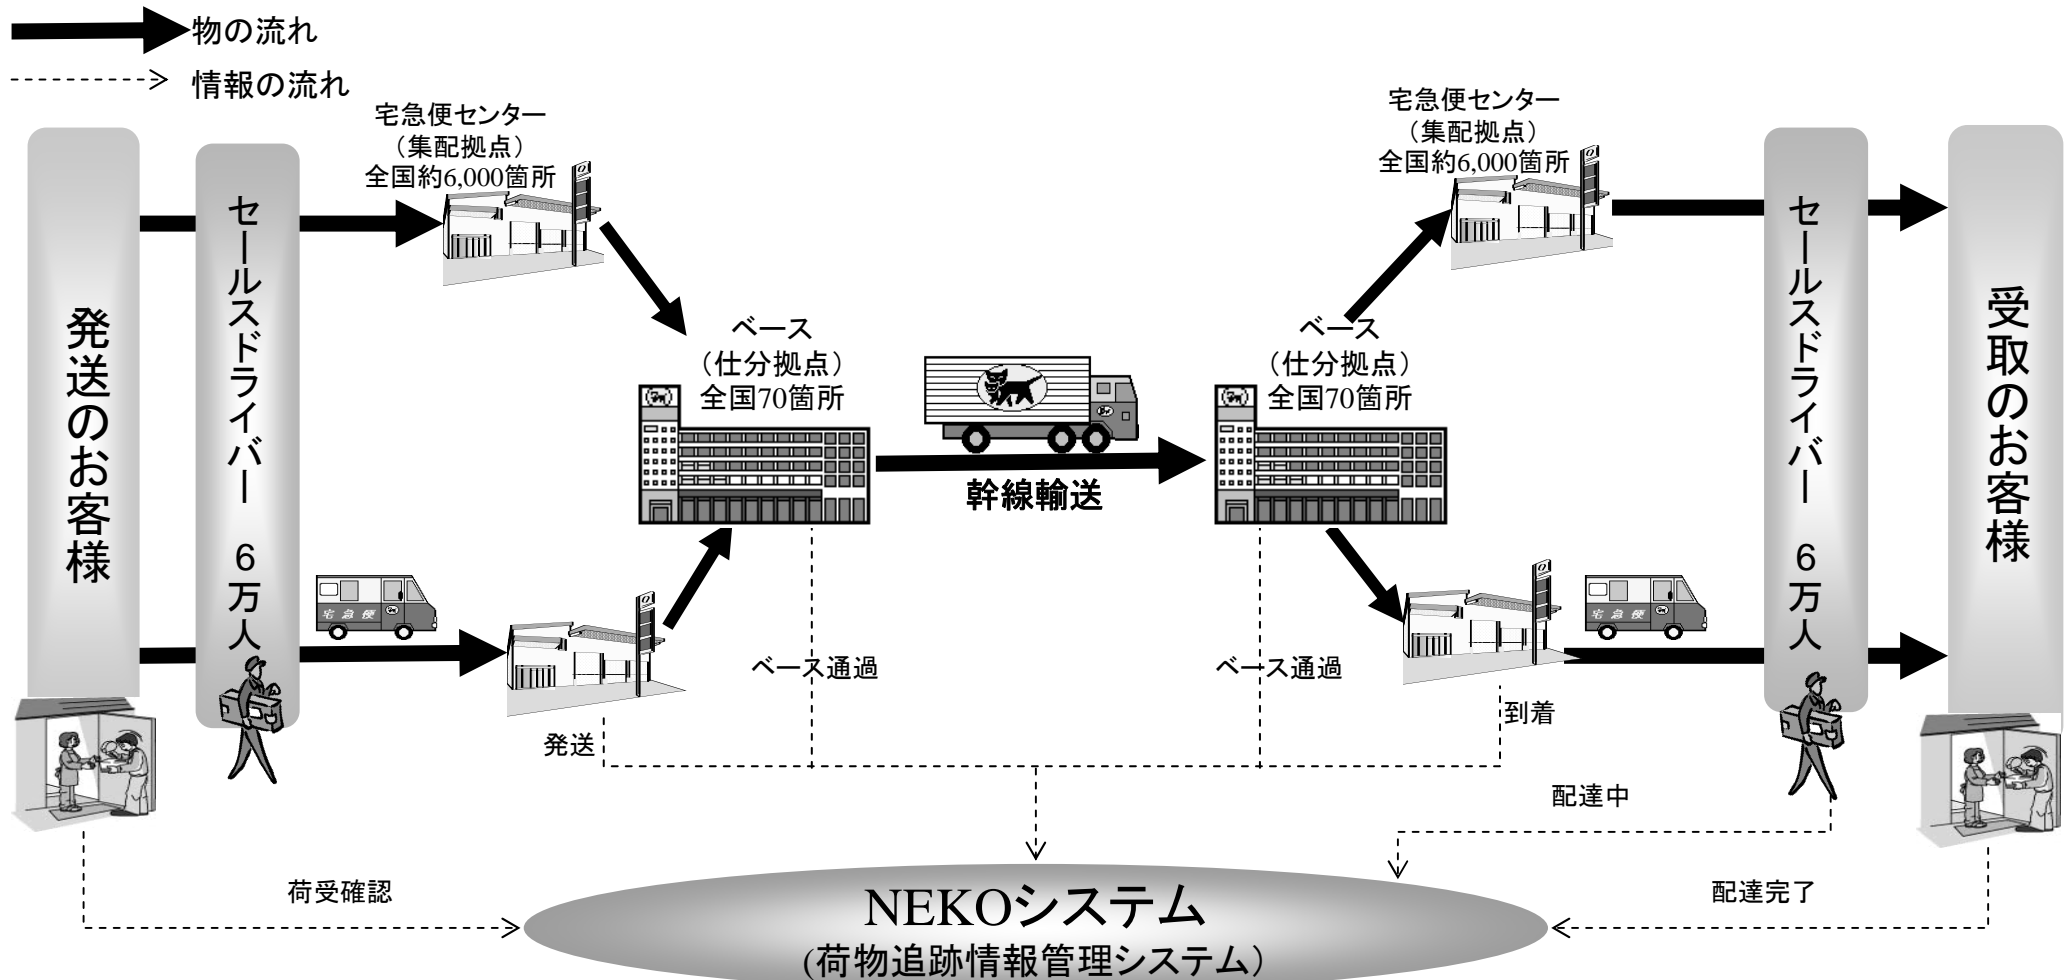 物の流れ
情報の流れ
宅急便センター
（集配拠点）
全国約6,000箇所
宅急便センター
（集配拠点）
全国約6,000箇所
発送のお客様
セールスドライバー　６万人
セールスドライバー　６万人
受取のお客様
ベース
（仕分拠点）
全国70箇所
ベース
（仕分拠点）
全国70箇所
幹線輸送
宅急便
宅急便
ベース通過
ベース通過
発送
到着
配達中
荷受確認
配達完了
NEKOシステム
(荷物追跡情報管理システム）